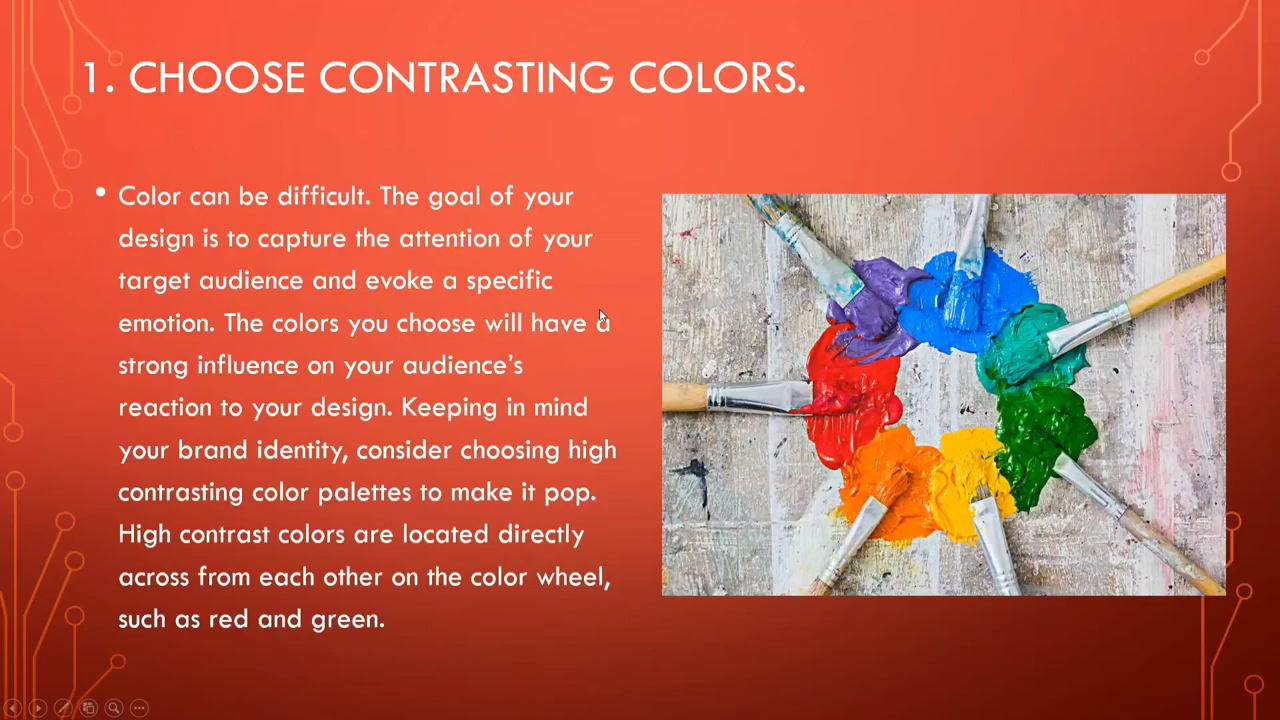 1. CHOOSE CONTRASTING COLORS.
• Color can be difficult. The goal of your
design is to capture the attention of your
target audience and evoke a specific
emotion. The colors you choose will have a
strong influence on your audience’s
reaction to your design. Keeping in mind
your brand identity, consider choosing high
contrasting color palettes to make it pop.
High contrast colors are located directly
across from each other on the color wheel,
such as red and green.